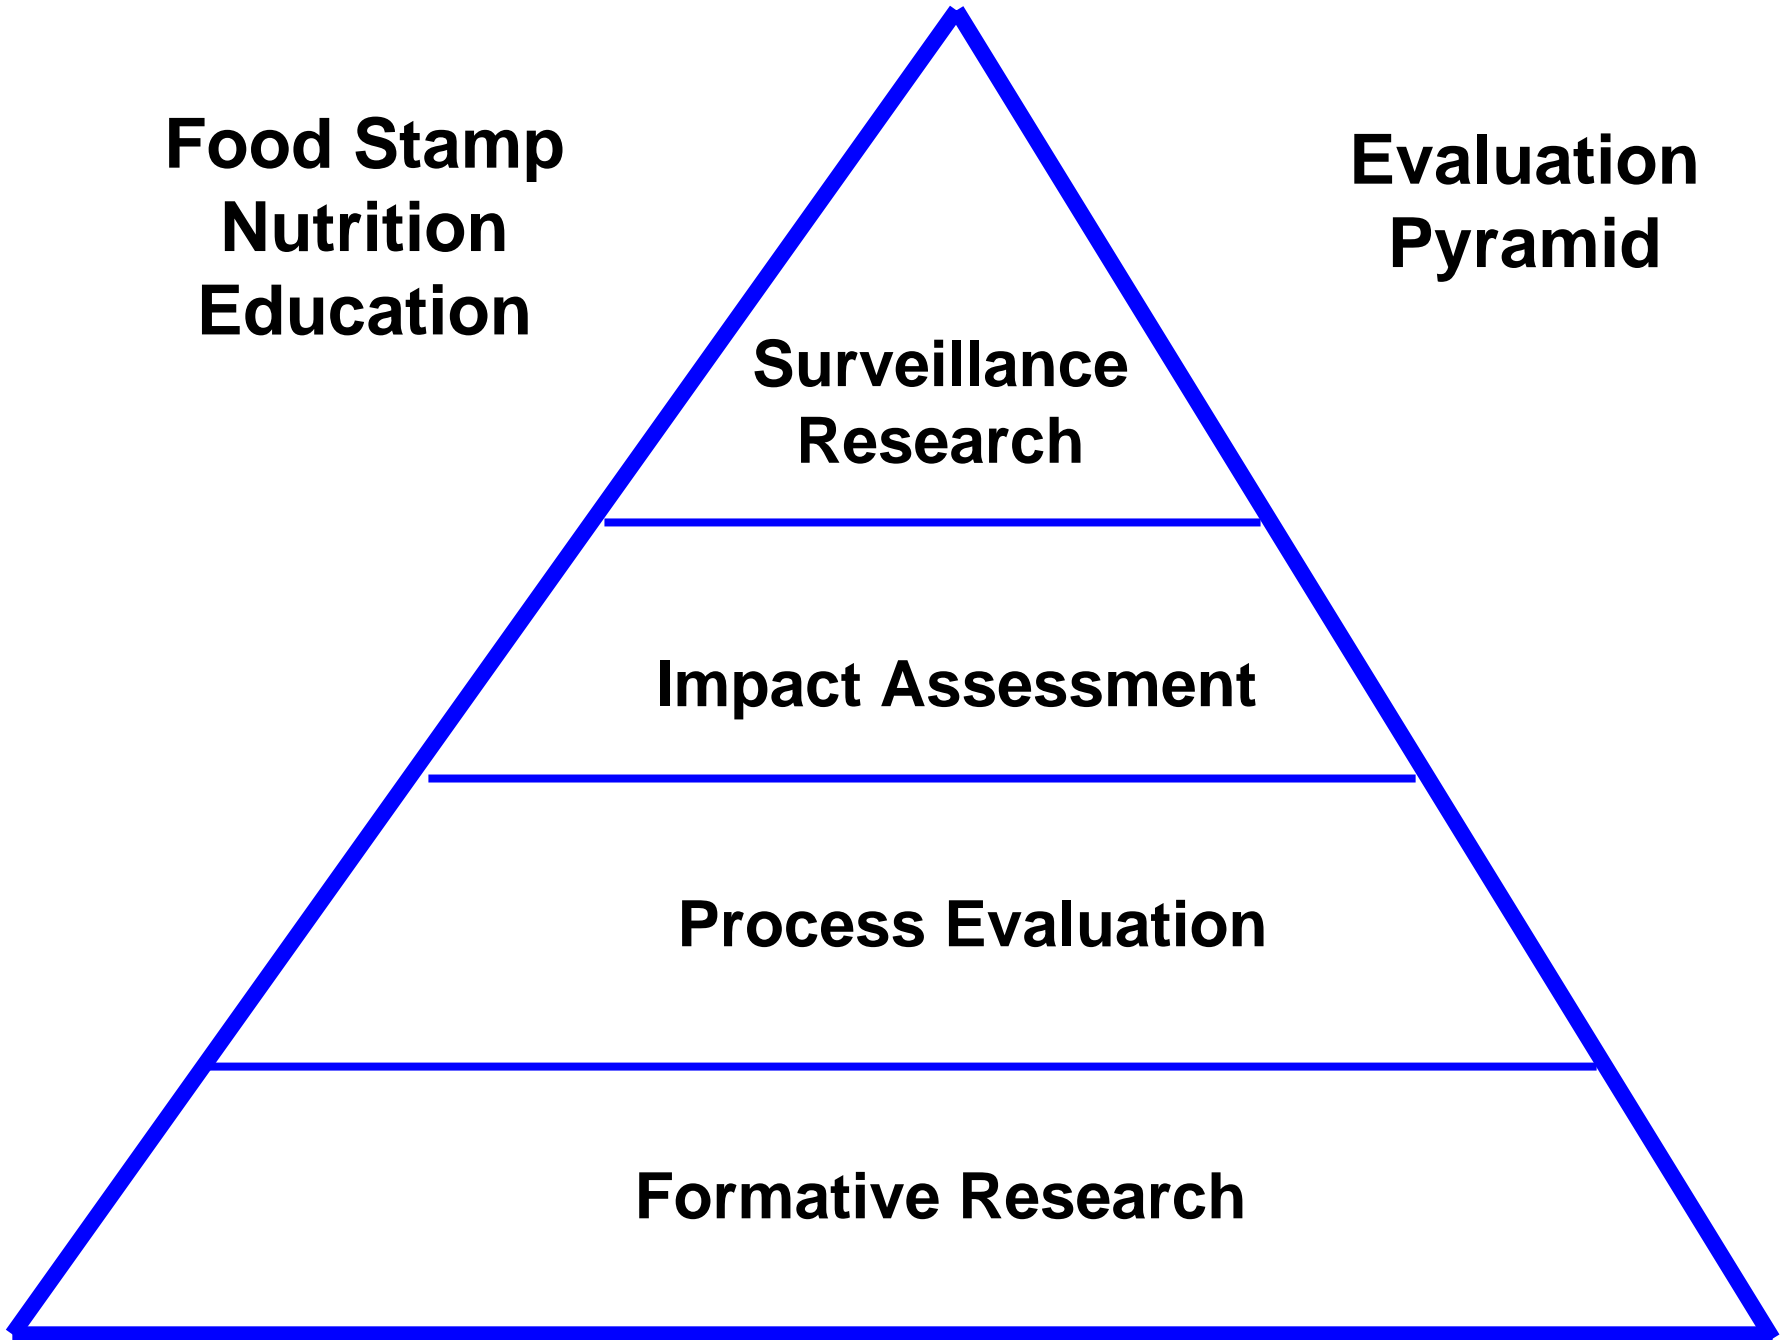 Food Stamp
Nutrition
Education
Evaluation
Pyramid
Surveillance
Research
Impact Assessment
Process Evaluation
Formative Research